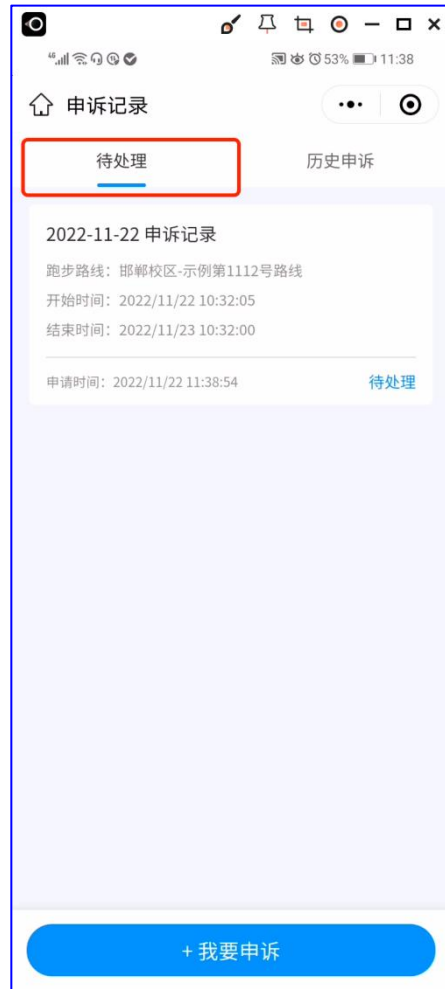 53% 11:38
申诉记录
待处理
历史申诉
2022-11-22 申诉记录
跑步路线：邯郸校区-示例第1112号路线
开始时间：2022/11/22 10:32:05
结束时间：2022/11/23 10:32:00
申请时间：2022/11/22 11:38:54
待处理
+ 我要申诉